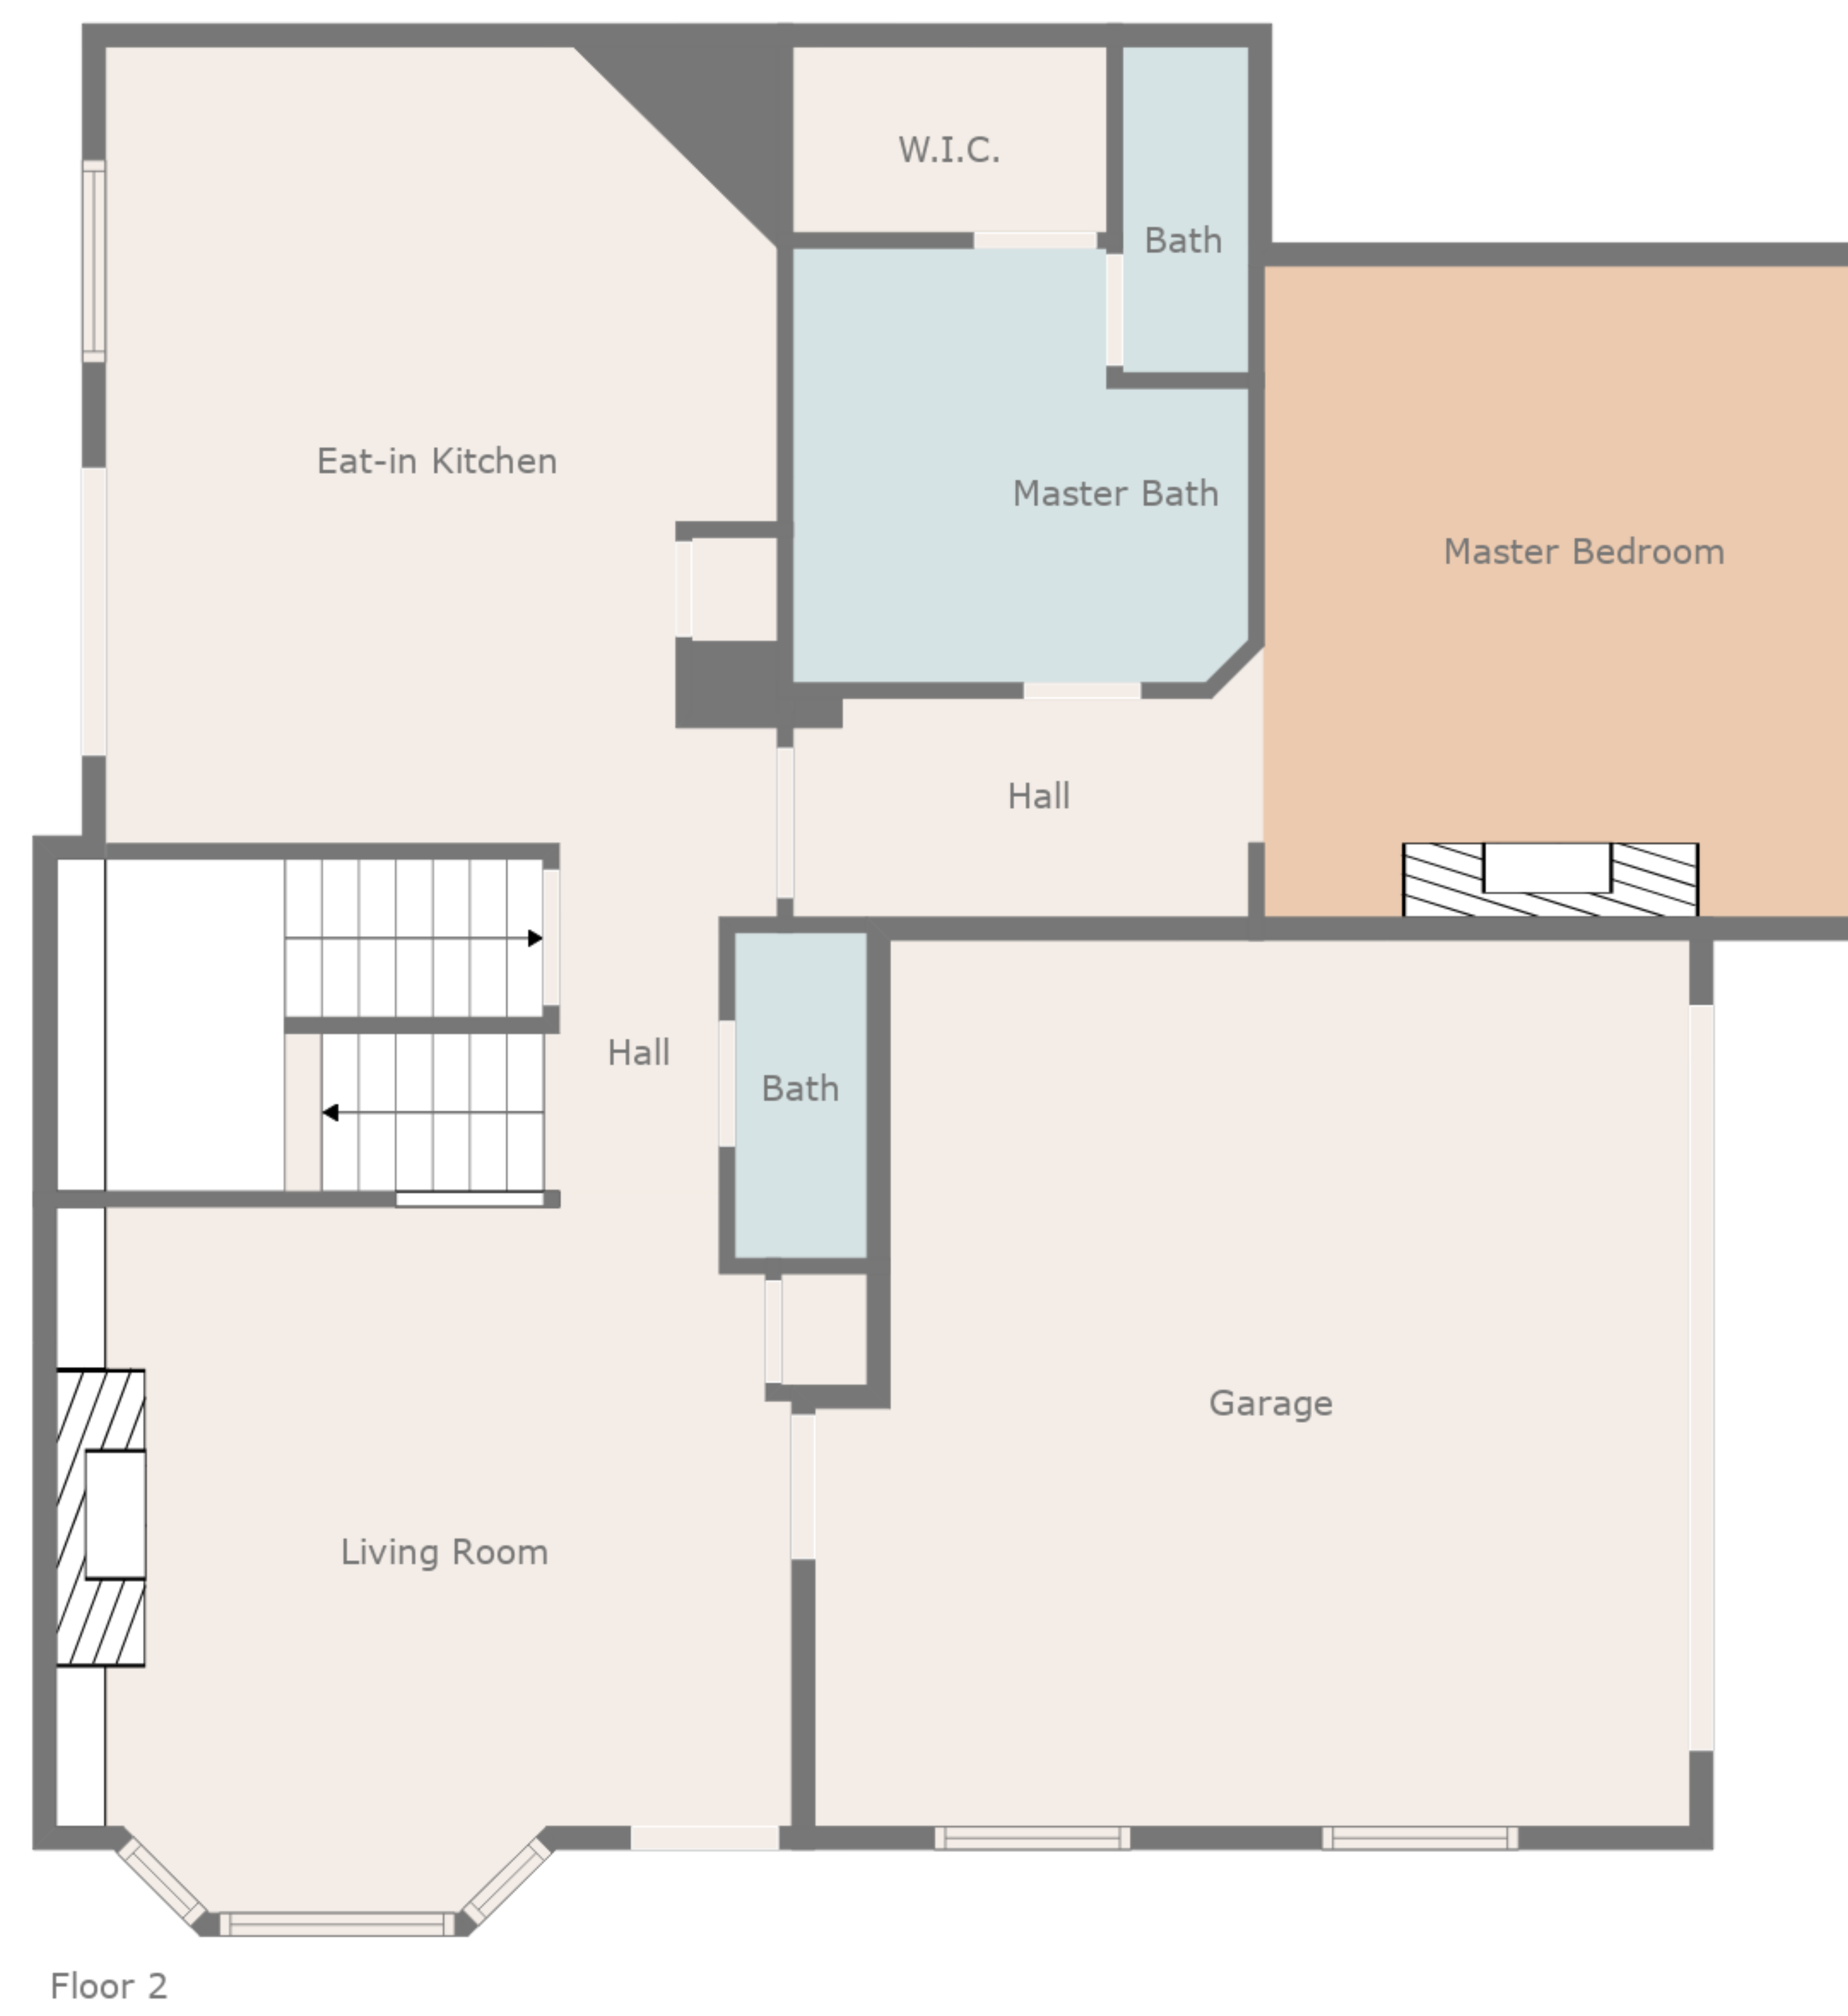 W.I.C.
Bath
Eat-in Kitchen
Master Bath
Master Bedroom
Hall
Hall
Bath
Garage
Living Room
Floor 2